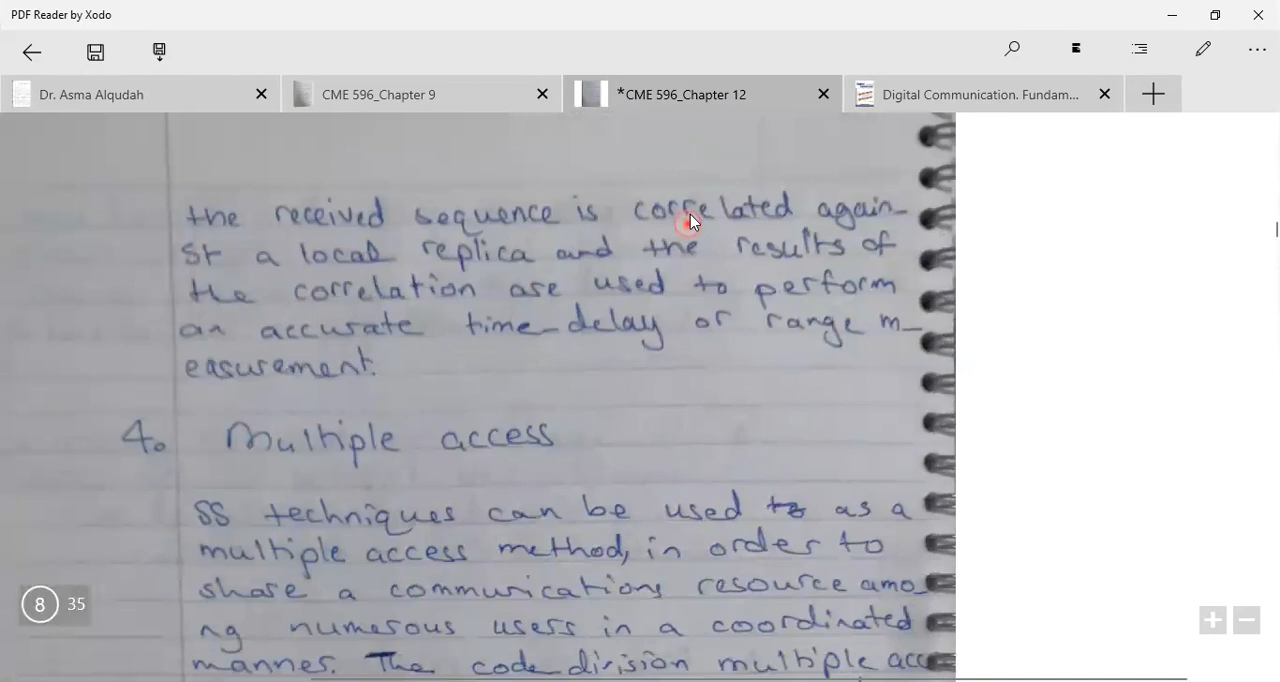 PDF Reader by Xodo
Dr. Asma Alqudah
CME 596_Chapter 9
*CME 596_Chapter 12
Digital Communication. Fundam...
the received sequence is correlated again-
st a local replica and the results of
the correlation are used to perform
an accurate time-delay or range m-
easurement.
4. Multiple access
SS techniques can be used as a
multiple access method, in order to
share a communications resource amo-
ng numerous users in a coordinated
manner. The code division multiple acc
8 35